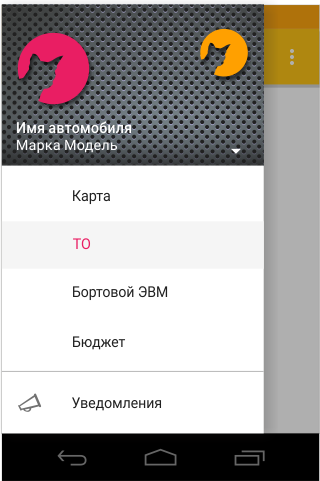 Имя автомобиля
Марка Модель
Карта
ТО
Бортовой ЭВМ
Бюджет
Уведомления